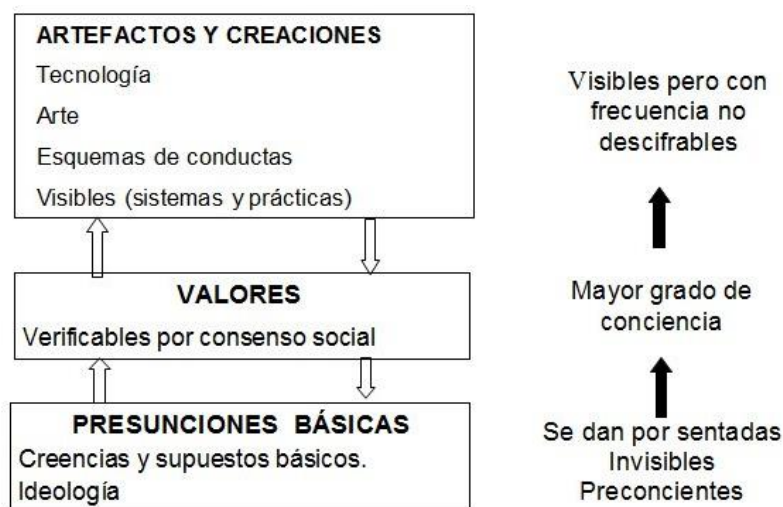 ARTEFACTOS Y CREACIONES
Tecnología
Arte
Esquemas de conductas
Visibles (sistemas y prácticas)
Visibles pero con
frecuencia no
descifrables
VALORES
Verificables por consenso social
Mayor grado de
conciencia
PRESUNCIONES BÁSICAS
Creencias y supuestos básicos.
Ideología
Se dan por sentadas
Invisibles
Preconcientes